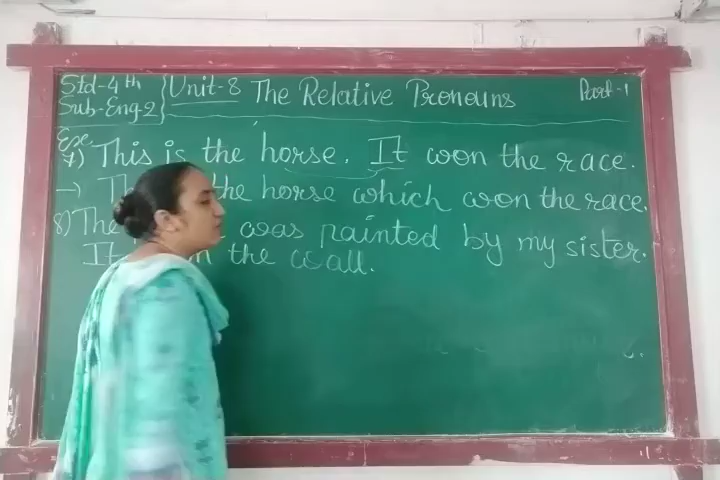 Std-4th Unit-8 The Relative Pronouns Part-1
Sub-Eng-2
Exe.
7) This is the horse. It won the race.
→ the horse which won the race.
8) The was painted by my sister.
It the wall.